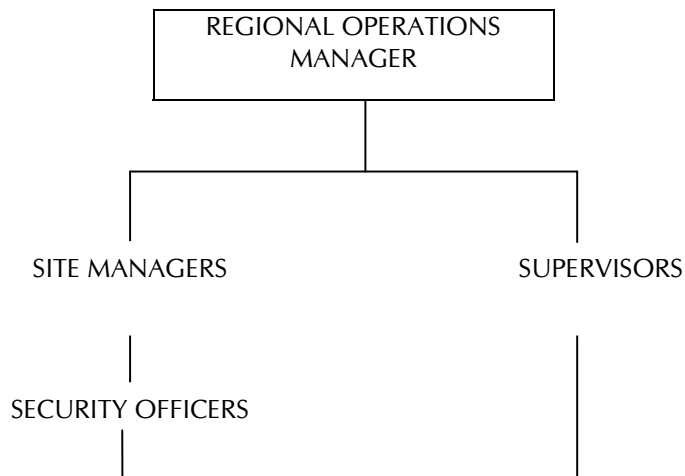 REGIONAL OPERATIONS
MANAGER
SITE MANAGERS
SUPERVISORS
SECURITY OFFICERS